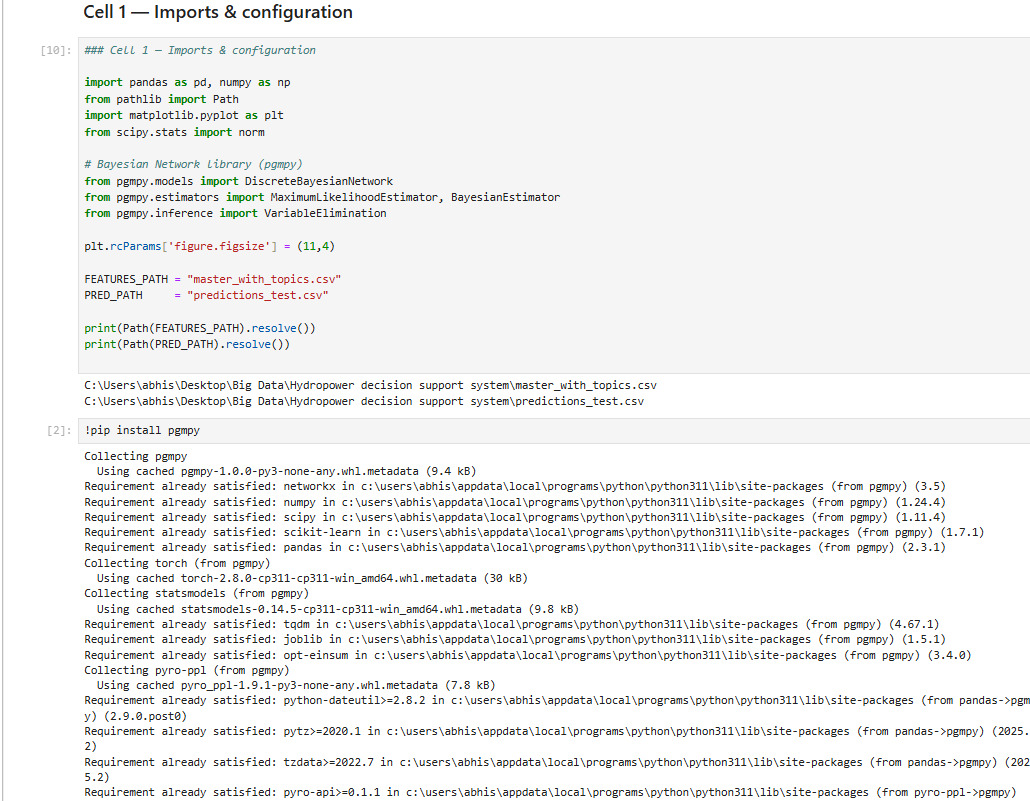 Cell 1 — Imports & configuration
[10]: ### Cell 1 — Imports & configuration
import pandas as pd, numpy as np
from pathlib import Path
import matplotlib.pyplot as plt
from scipy.stats import norm
# Bayesian Network library (pgmpy)
from pgmpy.models import DiscreteBayesianNetwork
from pgmpy.estimators import MaximumLikelihoodEstimator, BayesianEstimator
from pgmpy.inference import VariableElimination
plt.rcParams['figure.figsize'] = (11,4)
FEATURES_PATH = "master_with_topics.csv"
PRED_PATH     = "predictions_test.csv"
print(Path(FEATURES_PATH).resolve())
print(Path(PRED_PATH).resolve())
C:\Users\abhis\Desktop\Big Data\Hydropower decision support system\master_with_topics.csv
C:\Users\abhis\Desktop\Big Data\Hydropower decision support system\predictions_test.csv
[2]: !pip install pgmpy
Collecting pgmpy
  Using cached pgmpy-1.0.0-py3-none-any.whl.metadata (9.4 kB)
Requirement already satisfied: networkx in c:\users\abhis\appdata\local\programs\python\python311\lib\site-packages (from pgmpy) (3.5)
Requirement already satisfied: numpy in c:\users\abhis\appdata\local\programs\python\python311\lib\site-packages (from pgmpy) (1.24.4)
Requirement already satisfied: scipy in c:\users\abhis\appdata\local\programs\python\python311\lib\site-packages (from pgmpy) (1.11.4)
Requirement already satisfied: scikit-learn in c:\users\abhis\appdata\local\programs\python\python311\lib\site-packages (from pgmpy) (1.7.1)
Requirement already satisfied: pandas in c:\users\abhis\appdata\local\programs\python\python311\lib\site-packages (from pgmpy) (2.3.1)
Collecting torch (from pgmpy)
  Using cached torch-2.8.0-cp311-cp311-win_amd64.whl.metadata (30 kB)
Collecting statsmodels (from pgmpy)
  Using cached statsmodels-0.14.5-cp311-cp311-win_amd64.whl.metadata (9.8 kB)
Requirement already satisfied: tqdm in c:\users\abhis\appdata\local\programs\python\python311\lib\site-packages (from pgmpy) (4.67.1)
Requirement already satisfied: joblib in c:\users\abhis\appdata\local\programs\python\python311\lib\site-packages (from pgmpy) (1.5.1)
Requirement already satisfied: opt-einsum in c:\users\abhis\appdata\local\programs\python\python311\lib\site-packages (from pgmpy) (3.4.0)
Collecting pyro-ppl (from pgmpy)
  Using cached pyro_ppl-1.9.1-py3-none-any.whl.metadata (7.8 kB)
Requirement already satisfied: python-dateutil>=2.8.2 in c:\users\abhis\appdata\local\programs\python\python311\lib\site-packages (from pandas->pgm
y) (2.9.0.post0)
Requirement already satisfied: pytz>=2020.1 in c:\users\abhis\appdata\local\programs\python\python311\lib\site-packages (from pandas->pgmpy) (2025.
2)
Requirement already satisfied: tzdata>=2022.7 in c:\users\abhis\appdata\local\programs\python\python311\lib\site-packages (from pandas->pgmpy) (202
5.2)
Requirement already satisfied: pyro-api>=0.1.1 in c:\users\abhis\appdata\local\programs\python\python311\lib\site-packages (from pyro-ppl->pgmpy)